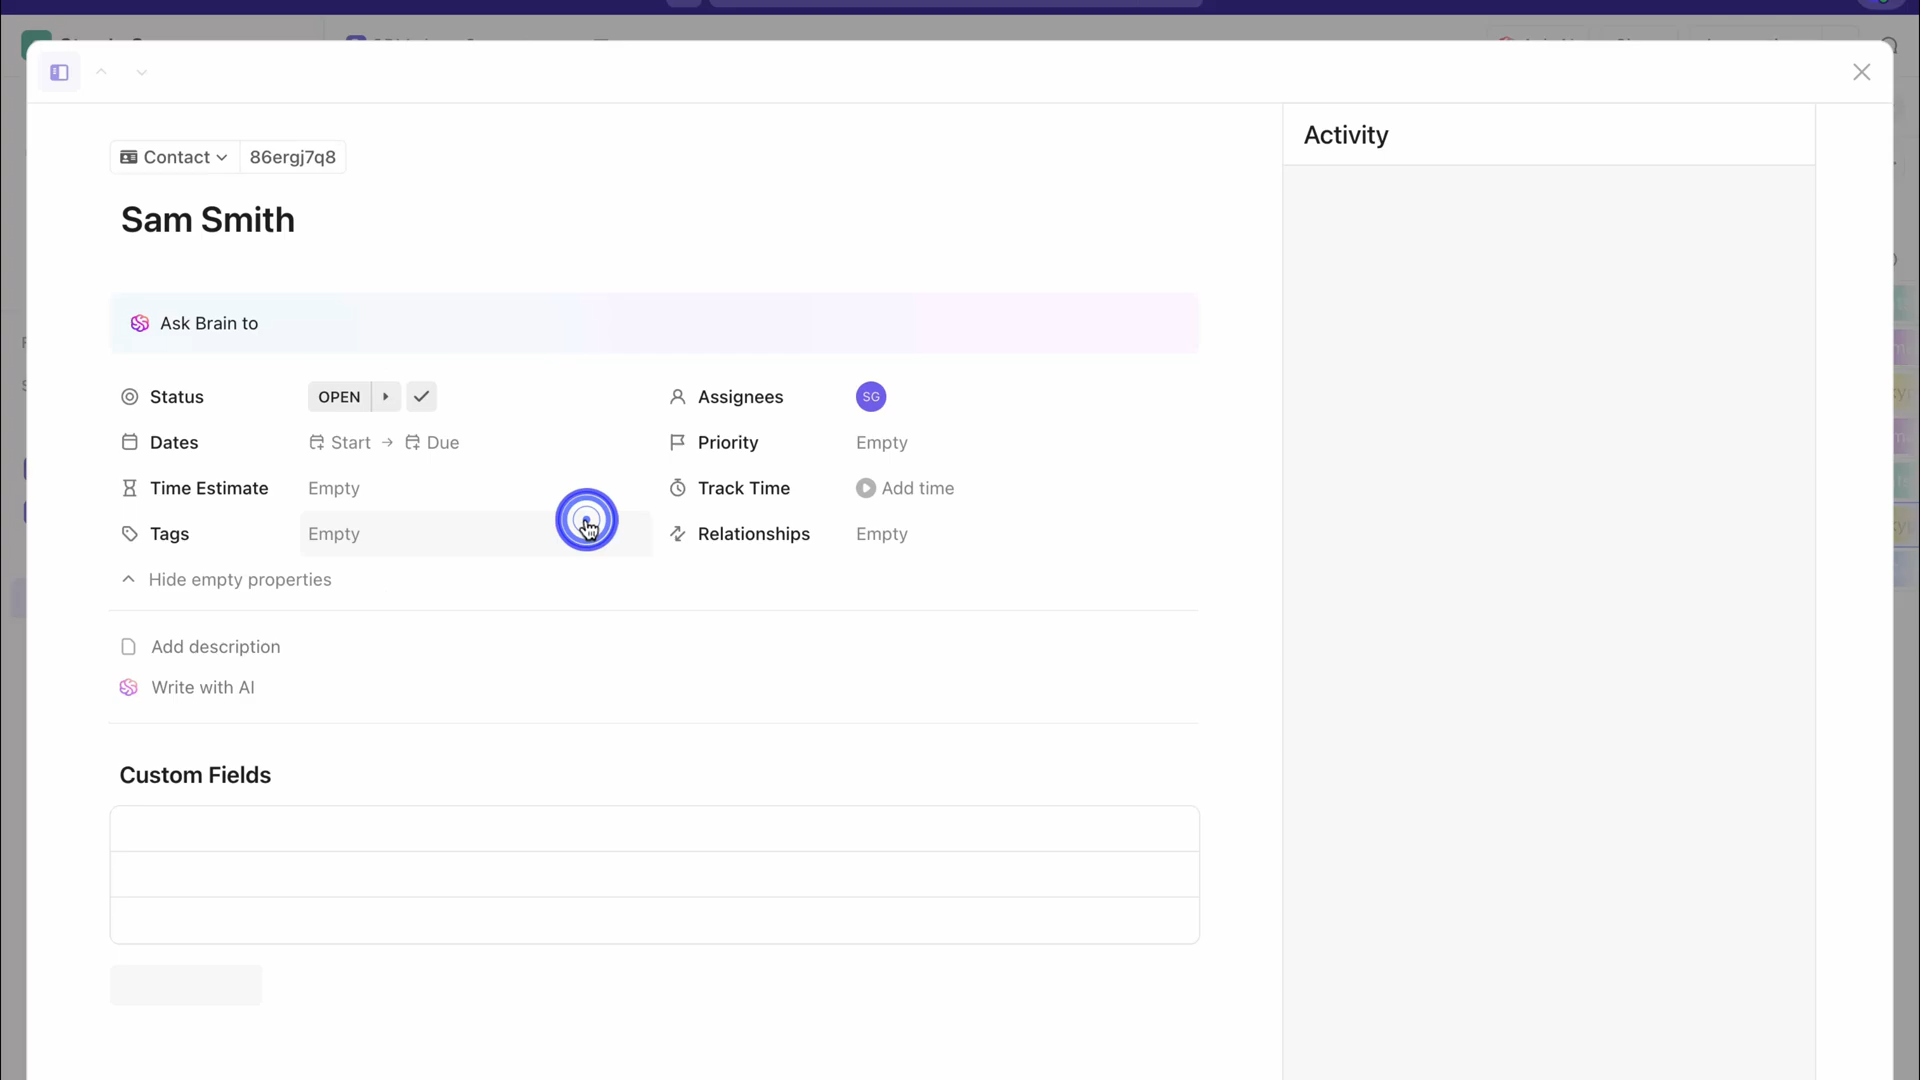 Contact 86ergj7q8
Activity
Sam Smith
Ask Brain to
Status OPEN Assignees SG
Dates Start → Due Priority Empty
Time Estimate Empty Track Time Add time
Tags Empty Relationships Empty
Hide empty properties
Add description
Write with AI
Custom Fields